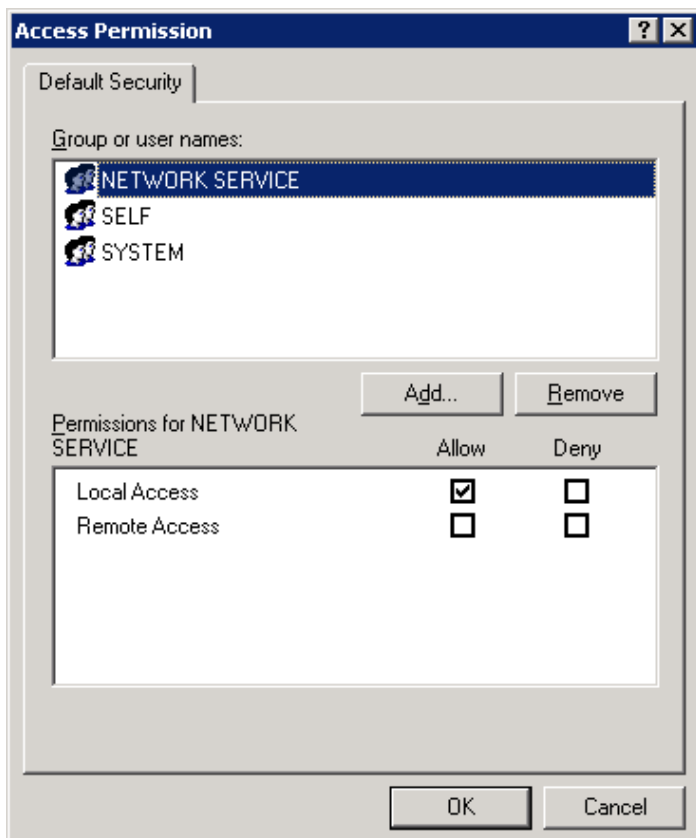 Access Permission
Default Security
Group or user names:
NETWORK SERVICE
SELF
SYSTEM
Add... Remove
Permissions for NETWORK
SERVICE Allow Deny
Local Access
Remote Access
OK Cancel